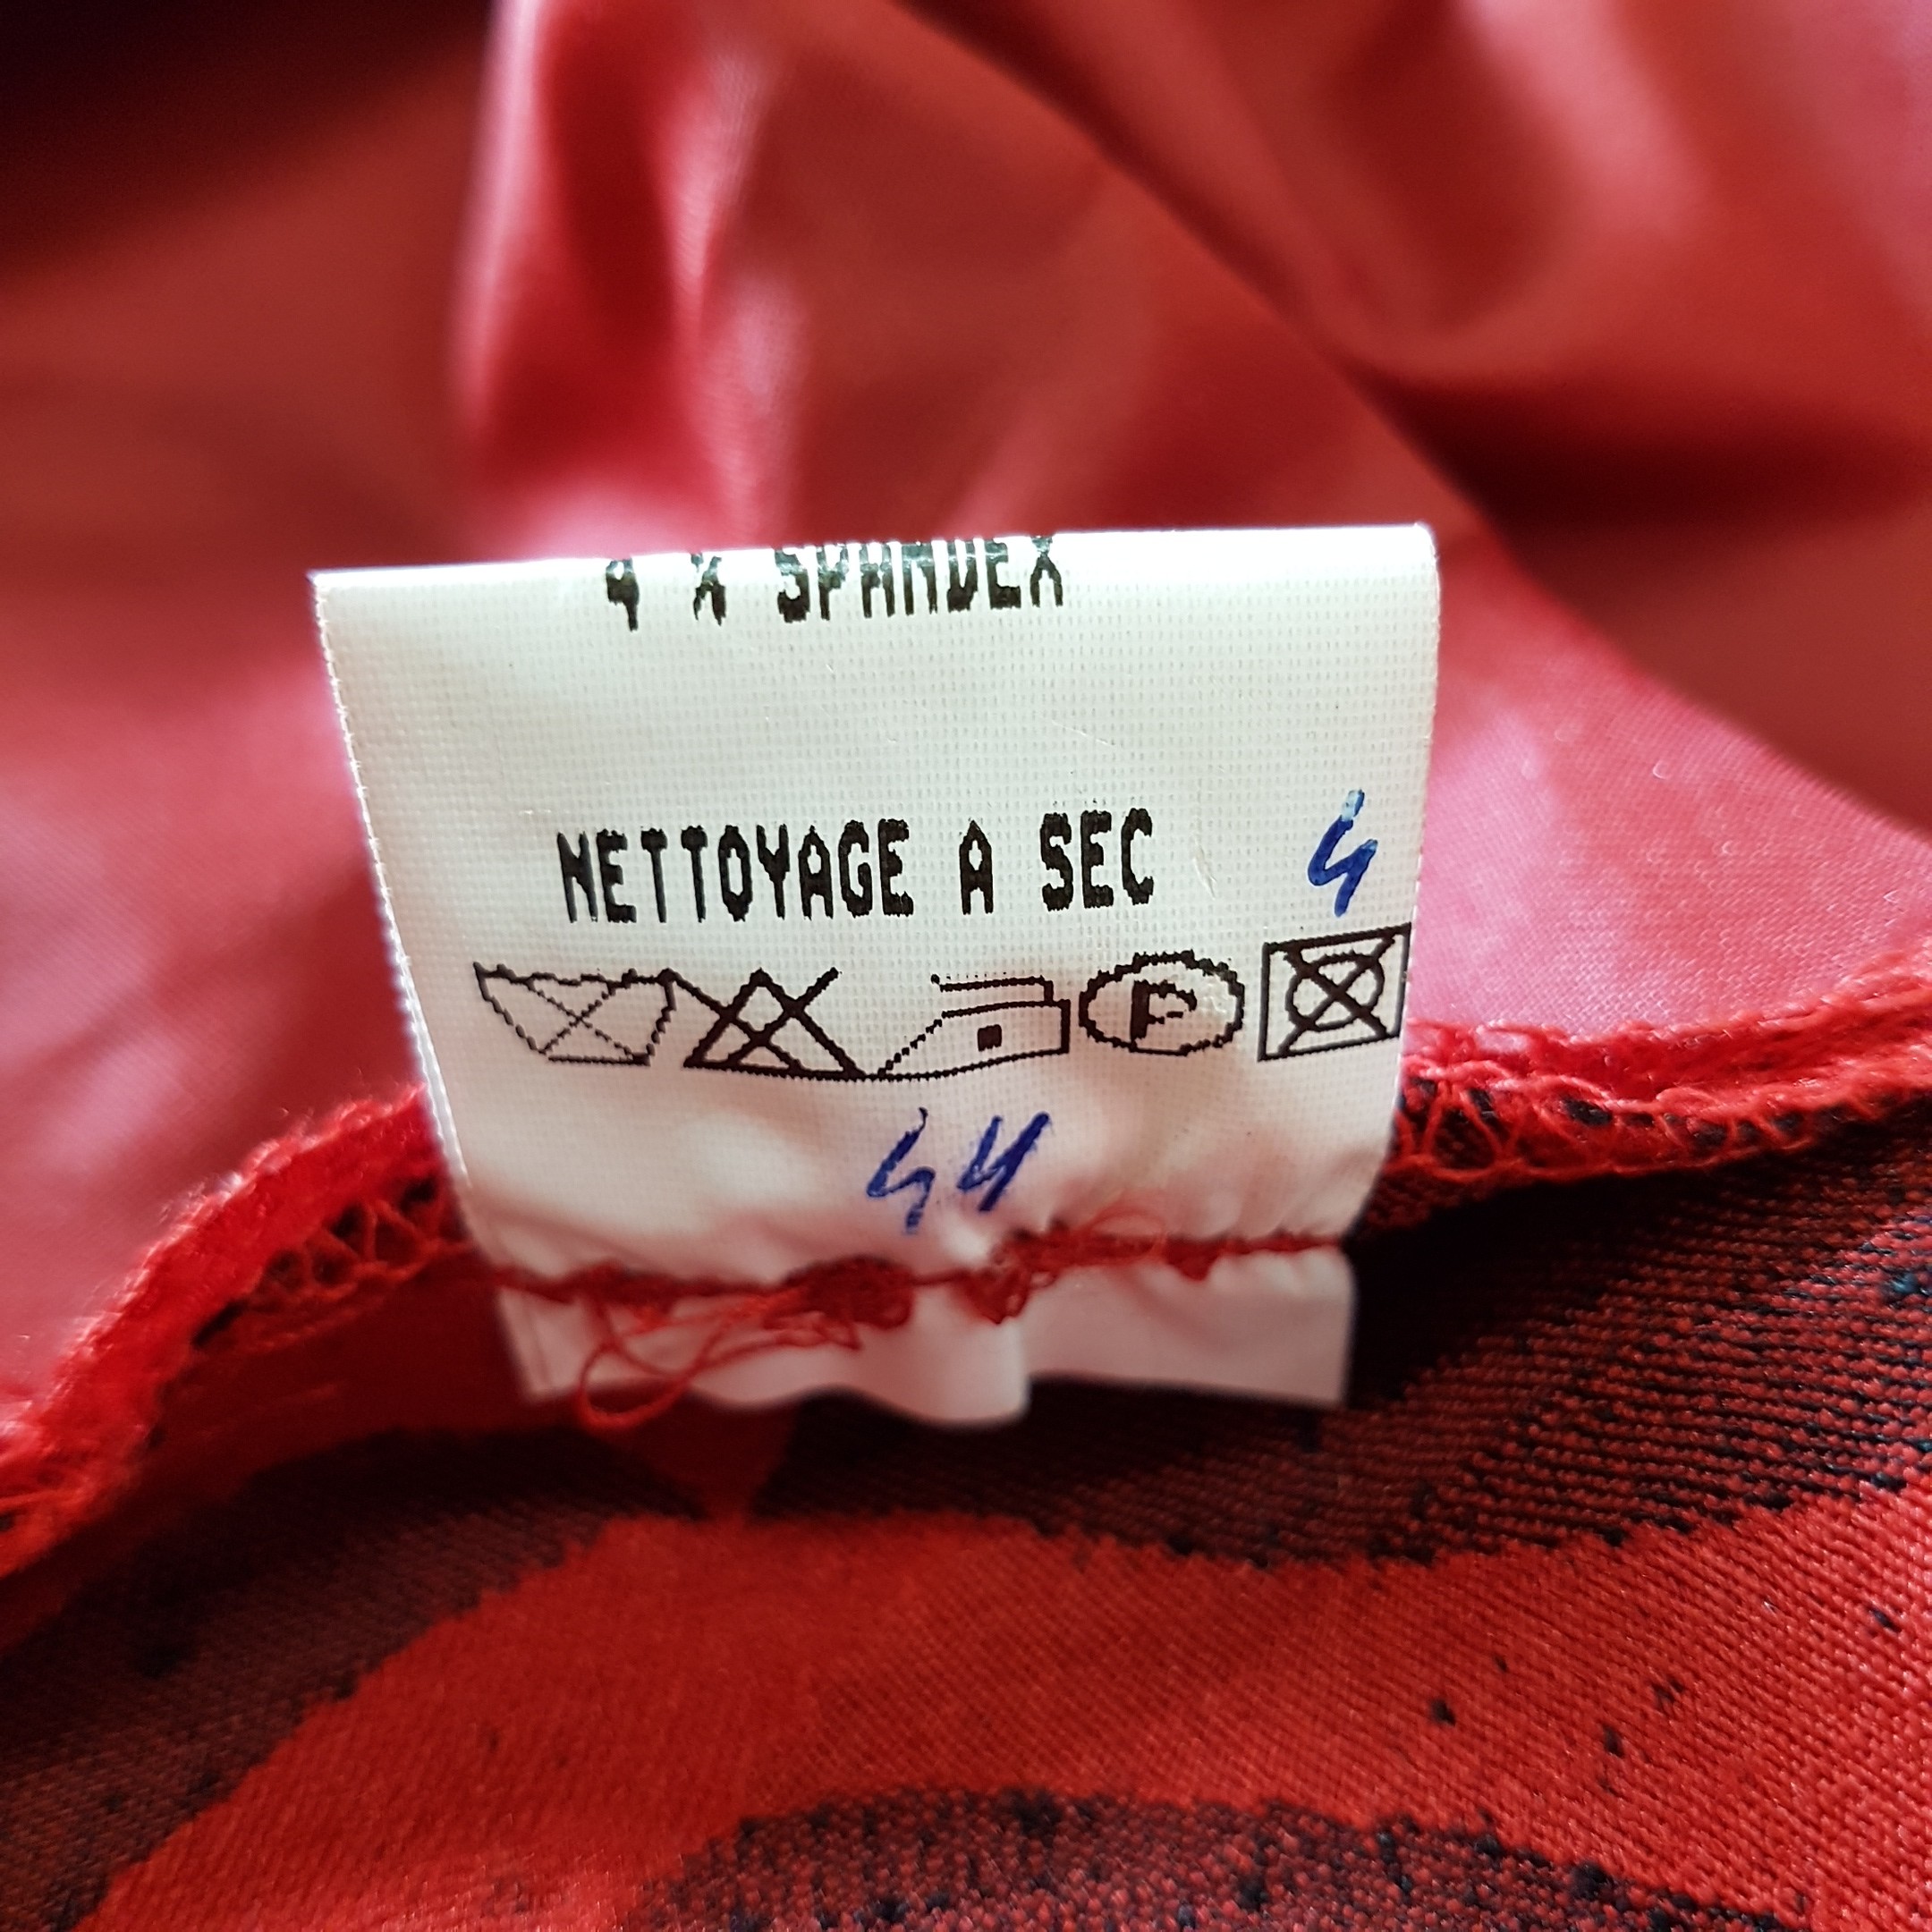 4 % SPANDEX
NETTOYAGE A SEC
4
P
44